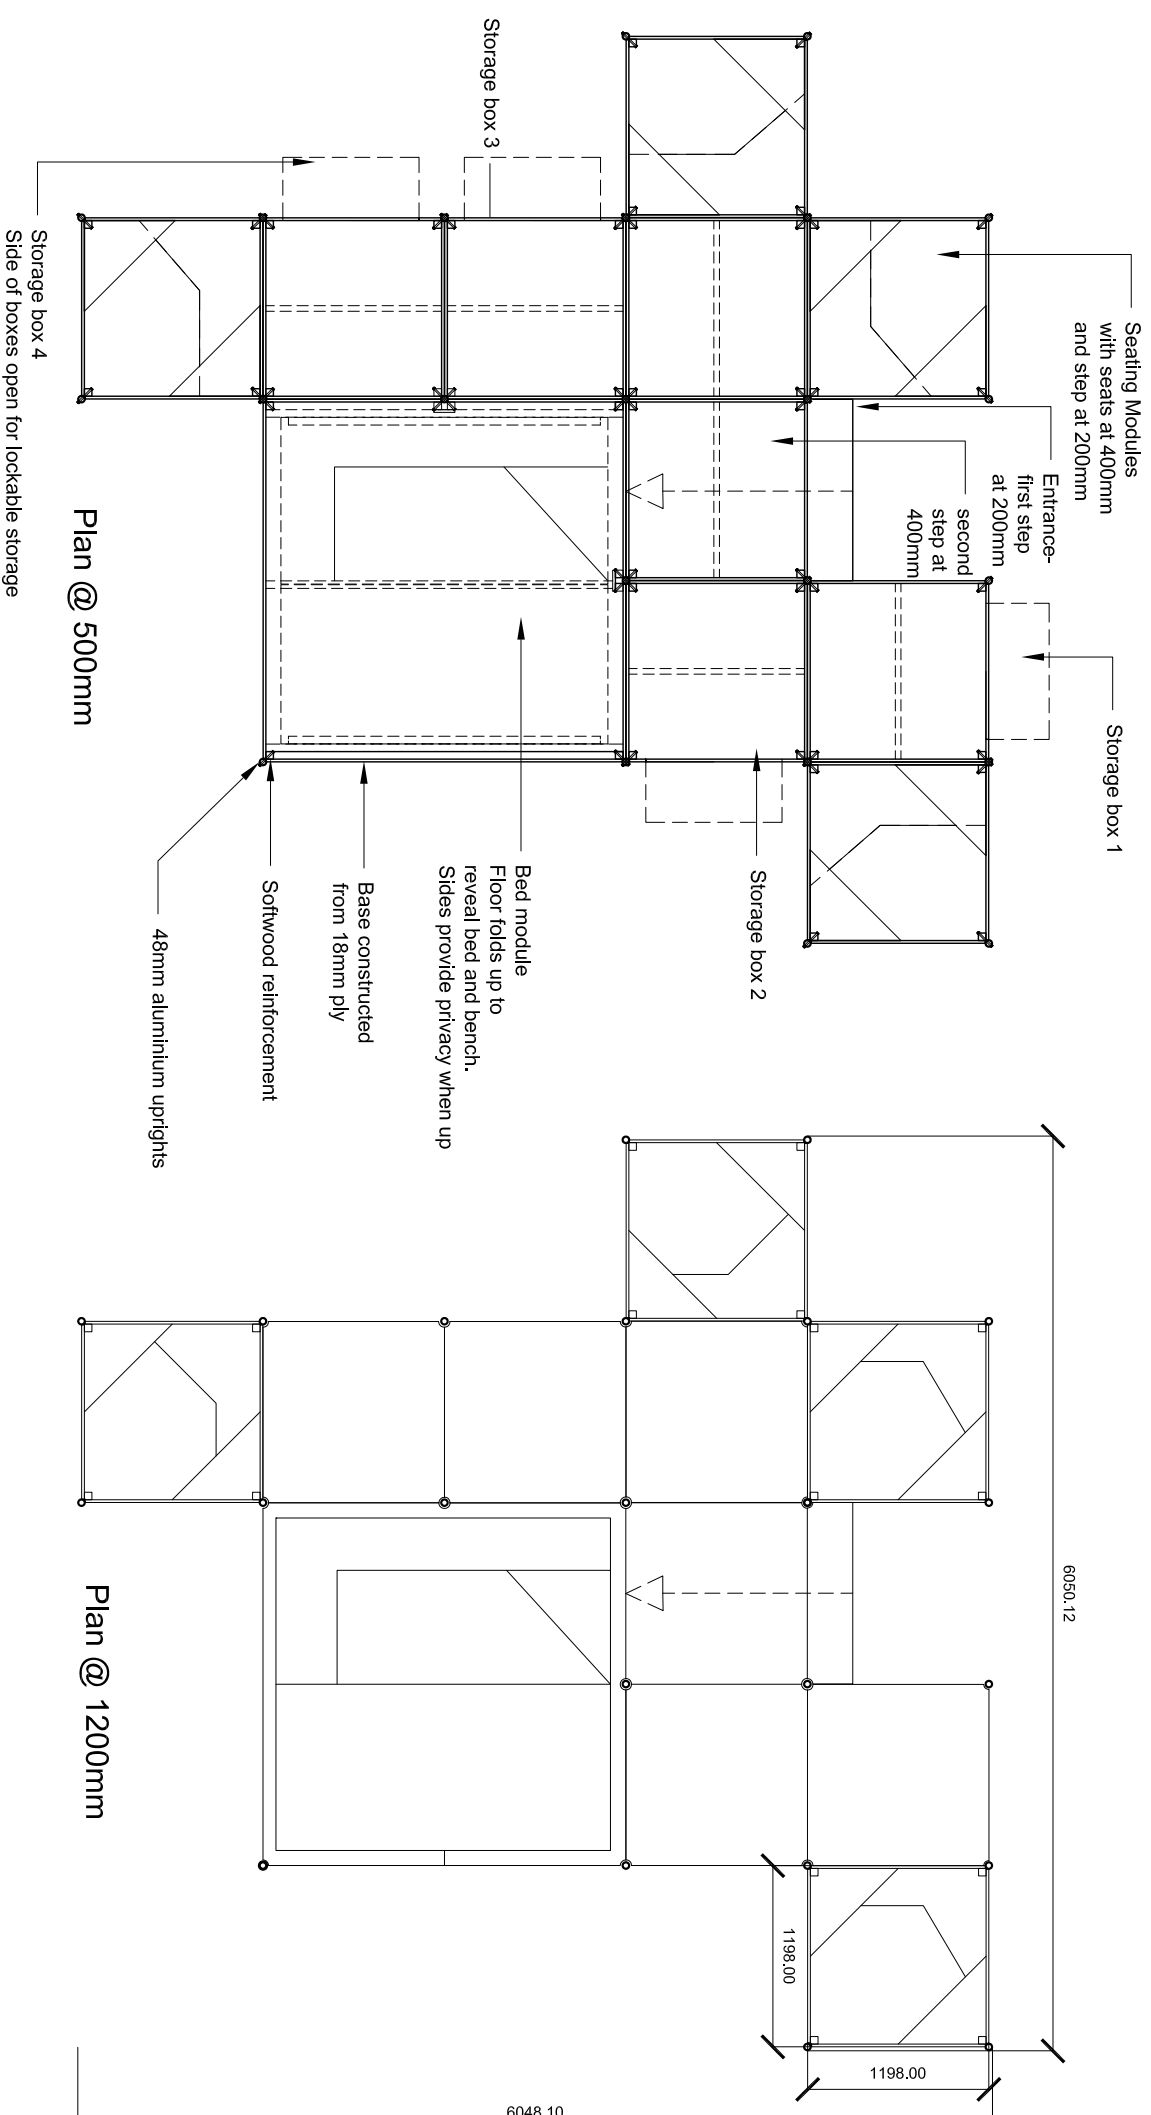 Seating Modules
with seats at 400mm
and step at 200mm
Entrance-
first step
at 200mm
second
step at
400mm
Storage box 1
Storage box 2
Storage box 3
Storage box 4
Side of boxes open for lockable storage
Bed module
Floor folds up to
reveal bed and bench.
Sides provide privacy when up
Base constructed
from 18mm ply
Softwood reinforcement
48mm aluminium uprights
Plan @ 500mm
6050.12
1198.00
1198.00
6048.10
Plan @ 1200mm